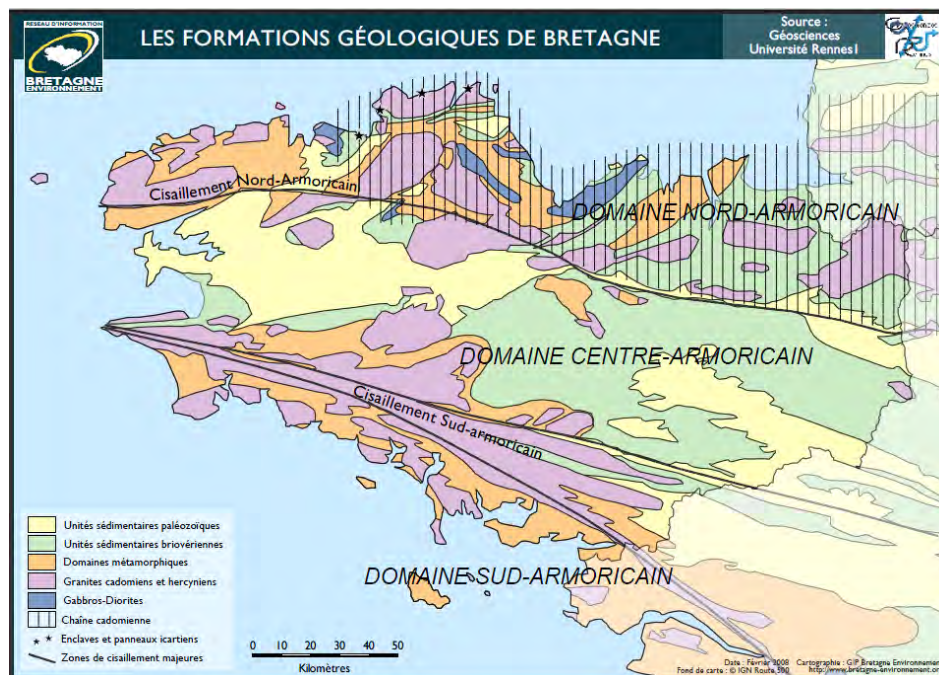 RESEAU D'INFORMATION
BRETAGNE
ENVIRONNEMENT
LES FORMATIONS GÉOLOGIQUES DE BRETAGNE
Source :
Géosciences
Université Rennes1
Cisaillement Nord-Armoricain
DOMAINE NORD-ARMORICAIN
DOMAINE CENTRE-ARMORICAIN
Cisaillement Sud-armoricain
DOMAINE SUD-ARMORICAIN
Unités sédimentaires paléozoïques
Unités sédimentaires briovériennes
Domaines métamorphiques
Granites cadomiens et hercyniens
Gabbros-Diorites
Chaîne cadomienne
Enclaves et panneaux icartiens
Zones de cisaillement majeures
0 10 20 30 40 50
Kilomètres
Date : Février 2008 Cartographie : GIP Bretagne Environnement
Fond de carte : © IGN Route 500 http://www.bretagne-environnement.org